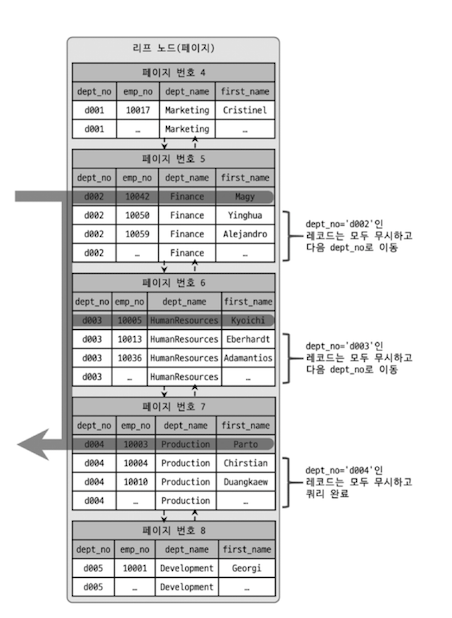 리프 노드(페이지)
페이지 번호 4
dept_no emp_no dept_name first_name
d001 10017 Marketing Cristinel
d001 … Marketing …
페이지 번호 5
dept_no emp_no dept_name first_name
d002 10042 Finance Magy
d002 10050 Finance Yinghua
d002 10059 Finance Alejandro
d002 … Finance …
dept_no='d002'인
레코드는 모두 무시하고
다음 dept_no로 이동
페이지 번호 6
dept_no emp_no dept_name first_name
d003 10005 HumanResources Kyoichi
d003 10013 HumanResources Eberhardt
d003 10036 HumanResources Adamantios
d003 … HumanResources …
dept_no='d003'인
레코드는 모두 무시하고
다음 dept_no로 이동
페이지 번호 7
dept_no emp_no dept_name first_name
d004 10003 Production Parto
d004 10004 Production Chirstian
d004 10010 Production Duangkaew
d004 … Production …
dept_no='d004'인
레코드는 모두 무시하고
쿼리 완료
페이지 번호 8
dept_no emp_no dept_name first_name
d005 10001 Development Georgi
d005 … Development …